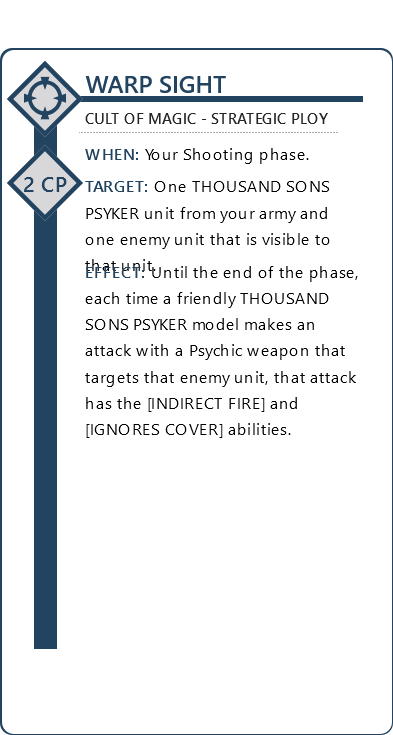 WARP SIGHT
CULT OF MAGIC - STRATEGIC PLOY
WHEN: Your Shooting phase.
2 CP
TARGET: One THOUSAND SONS
PSYKER unit from your army and
one enemy unit that is visible to
that unit.
EFFECT: Until the end of the phase,
each time a friendly THOUSAND
SONS PSYKER model makes an
attack with a Psychic weapon that
targets that enemy unit, that attack
has the [INDIRECT FIRE] and
[IGNORES COVER] abilities.